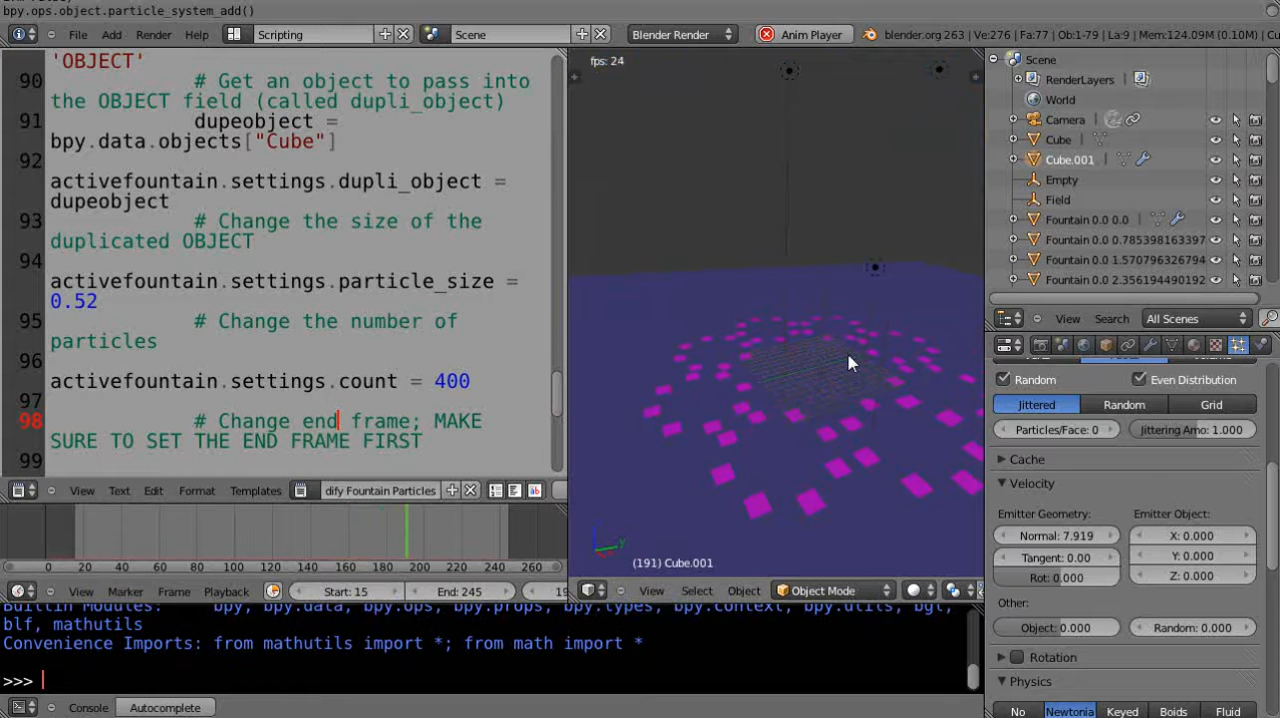 bpy.ops.object.particle_system_add()
File Add Render Help Scripting Scene Blender Render Anim Player blender.org 263 | Ve:276 | Fa:77 | Ob:1-79 | La:9 | Mem:124.09M (0.10M) | Cu
'OBJECT'
90 # Get an object to pass into
the OBJECT field (called dupli_object)
91 dupeobject =
bpy.data.objects["Cube"]
92
activefountain.settings.dupli_object =
dupeobject
93 # Change the size of the
duplicated OBJECT
94
activefountain.settings.particle_size =
0.52
95 # Change the number of
particles
96
activefountain.settings.count = 400
97
98 # Change end frame; MAKE
SURE TO SET THE END FRAME FIRST
99
View Text Edit Format Templates dify Fountain Particles
0 20 40 60 80 100 120 140 160 180 200 220 240 260
View Marker Frame Playback Start: 15 End: 245 19
bpy, bpy.data, bpy.ops, bpy.props, bpy.types, bpy.context, bpy.utils, bgl,
blf, mathutils
Convenience Imports: from mathutils import *; from math import *
>>>
Console Autocomplete
fps: 24
(191) Cube.001
View Select Object Object Mode
Scene
RenderLayers
World
Camera
Cube
Cube.001
Empty
Field
Fountain 0.0 0.0
Fountain 0.0 0.785398163397
Fountain 0.0 1.570796326794
Fountain 0.0 2.356194490192
View Search All Scenes
Random Even Distribution
Jittered Random Grid
Particles/Face: 0 Jittering Amo: 1.000
Cache
Velocity
Emitter Geometry: Emitter Object:
Normal: 7.919 X: 0.000
Tangent: 0.00 Y: 0.000
Rot: 0.000 Z: 0.000
Other:
Object: 0.000 Random: 0.000
Rotation
Physics
No Newtonia Keyed Boids Fluid